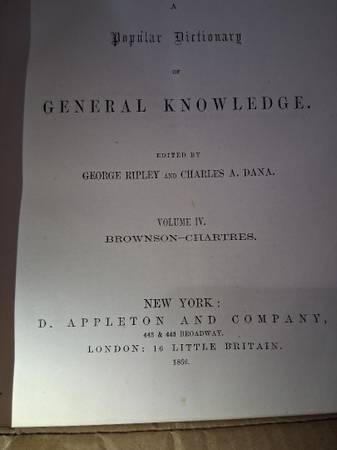 A
Popular Dictionary
OF
GENERAL KNOWLEDGE.
EDITED BY
GEORGE RIPLEY AND CHARLES A. DANA.
VOLUME IV.
BROWNSON–CHARTRES.
NEW YORK:
D. APPLETON AND COMPANY,
443 & 445 BROADWAY.
LONDON: 16 LITTLE BRITAIN.